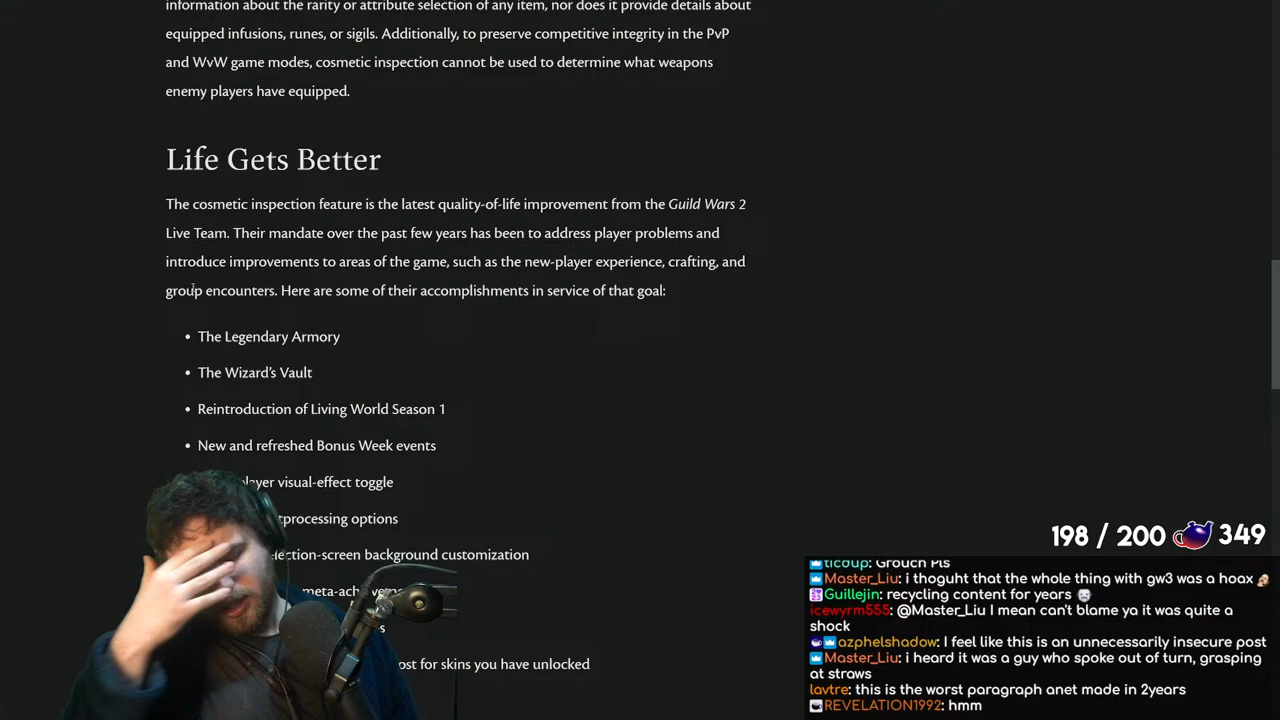 information about the rarity or attribute selection of any item, nor does it provide details about
equipped infusions, runes, or sigils. Additionally, to preserve competitive integrity in the PvP
and WvW game modes, cosmetic inspection cannot be used to determine what weapons
enemy players have equipped.
Life Gets Better
The cosmetic inspection feature is the latest quality-of-life improvement from the Guild Wars 2
Live Team. Their mandate over the past few years has been to address player problems and
introduce improvements to areas of the game, such as the new-player experience, crafting, and
group encounters. Here are some of their accomplishments in service of that goal:
• The Legendary Armory
• The Wizard's Vault
• Reintroduction of Living World Season 1
• New and refreshed Bonus Week events
visual-effect toggle
options
background customization
ost for skins you have unlocked
198 / 200 349
ticoup: Grouch Pls
Master_Liu: i thoguht that the whole thing with gw3 was a hoax
Guillejin: recycling content for years
icewyrm555: @Master_Liu I mean can't blame ya it was quite a
shock
azphelshadow: I feel like this is an unnecessarily insecure post
Master_Liu: i heard it was a guy who spoke out of turn, grasping
at straws
lavtre: this is the worst paragraph anet made in 2years
REVELATION1992: hmm